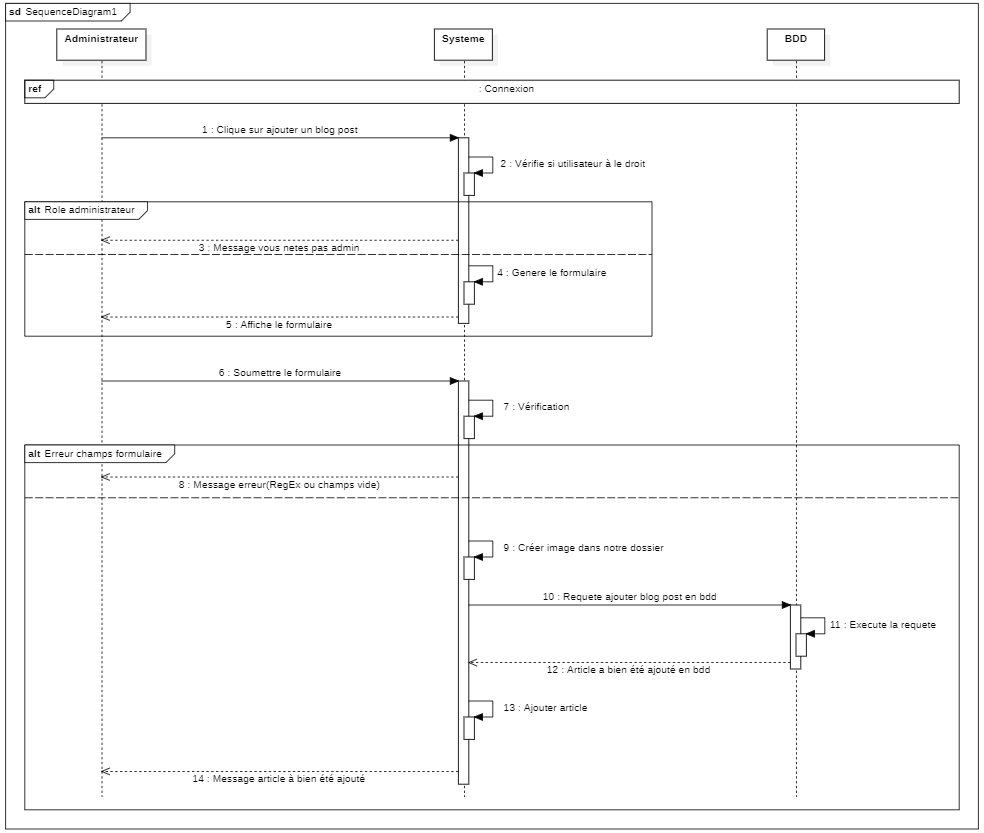 sd SequenceDiagram1
Administrateur
Systeme
BDD
ref
: Connexion
1 : Clique sur ajouter un blog post
2 : Vérifie si utilisateur à le droit
alt Role administrateur
3 : Message vous netes pas admin
4 : Genere le formulaire
5 : Affiche le formulaire
6 : Soumettre le formulaire
7 : Vérification
alt Erreur champs formulaire
8 : Message erreur(RegEx ou champs vide)
9 : Créer image dans notre dossier
10 : Requete ajouter blog post en bdd
11 : Execute la requete
12 : Article a bien été ajouté en bdd
13 : Ajouter article
14 : Message article à bien été ajouté